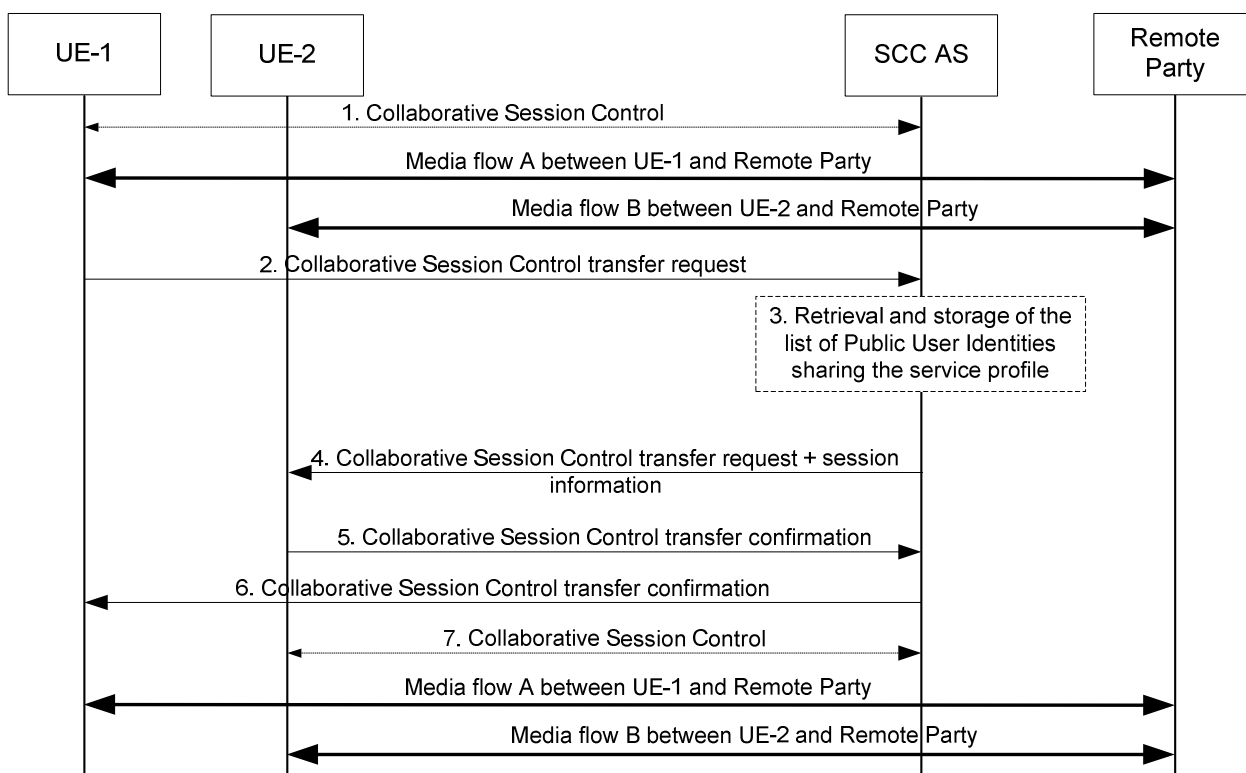 UE-1
UE-2
SCC AS
Remote
Party
1. Collaborative Session Control
Media flow A between UE-1 and Remote Party
Media flow B between UE-2 and Remote Party
2. Collaborative Session Control transfer request
3. Retrieval and storage of the
list of Public User Identities
sharing the service profile
4. Collaborative Session Control transfer request + session
information
5. Collaborative Session Control transfer confirmation
6. Collaborative Session Control transfer confirmation
7. Collaborative Session Control
Media flow A between UE-1 and Remote Party
Media flow B between UE-2 and Remote Party